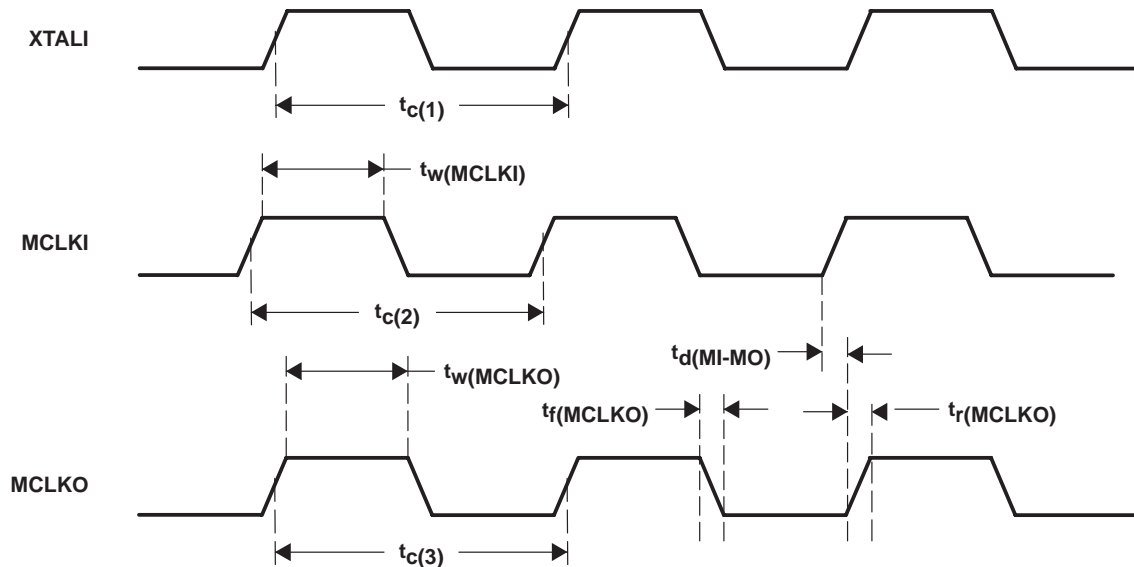 XTALI
tc(1)
tw(MCLKI)
MCLKI
tc(2)
td(MI-MO)
tw(MCLKO)
tf(MCLKO)
tr(MCLKO)
MCLKO
tc(3)